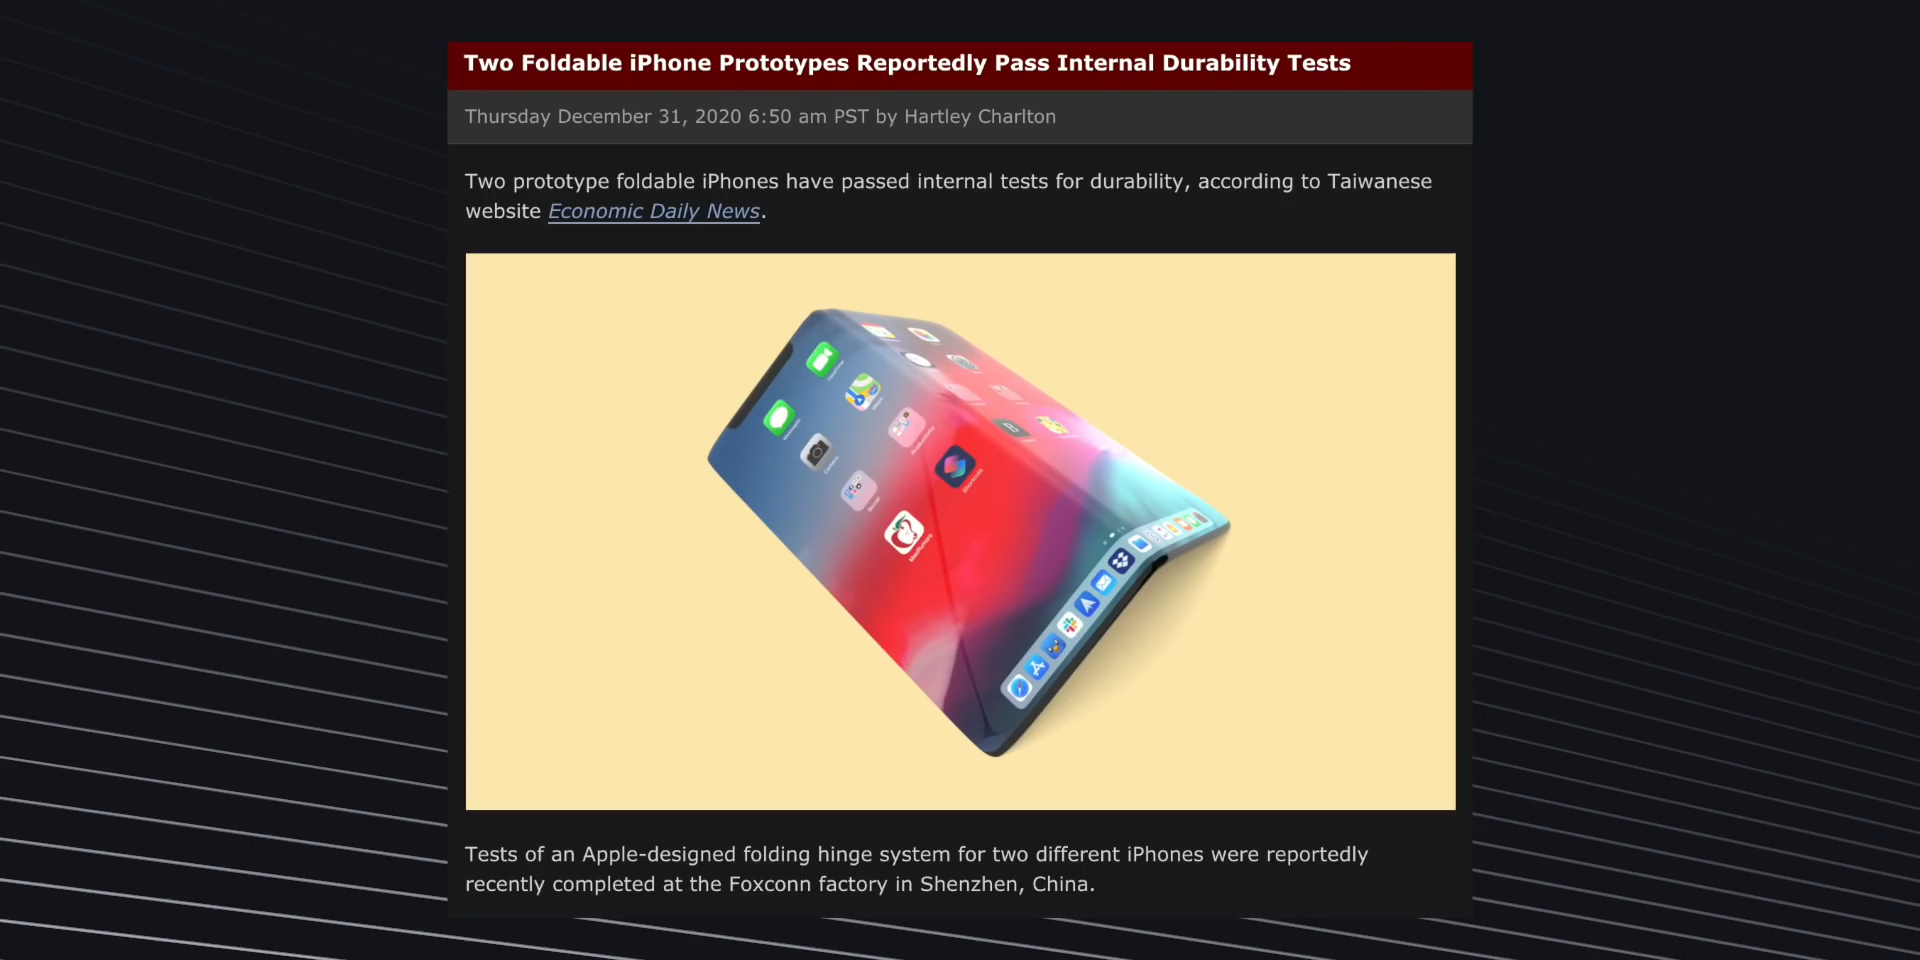 Two Foldable iPhone Prototypes Reportedly Pass Internal Durability Tests
Thursday December 31, 2020 6:50 am PST by Hartley Charlton
Two prototype foldable iPhones have passed internal tests for durability, according to Taiwanese
website Economic Daily News.
Tests of an Apple-designed folding hinge system for two different iPhones were reportedly
recently completed at the Foxconn factory in Shenzhen, China.